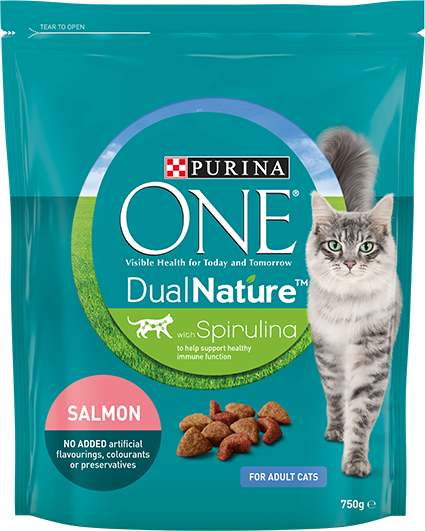 TEAR TO OPEN
PURINA
ONE®
Visible Health for Today and Tomorrow
DualNature™
with Spirulina
to help support healthy
immune function
SALMON
NO ADDED artificial
flavourings, colourants
or preservatives
FOR ADULT CATS
750g ℮